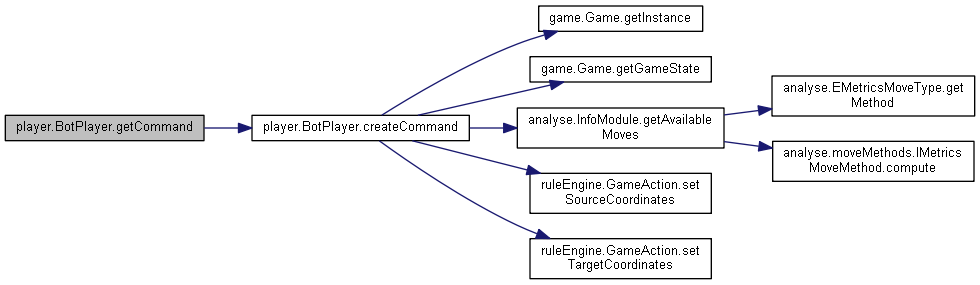 player.BotPlayer.getCommand
player.BotPlayer.createCommand
game.Game.getInstance
game.Game.getGameState
analyse.InfoModule.getAvailable
Moves
ruleEngine.GameAction.set
SourceCoordinates
ruleEngine.GameAction.set
TargetCoordinates
analyse.EMetricsMoveType.get
Method
analyse.moveMethods.IMetrics
MoveMethod.compute